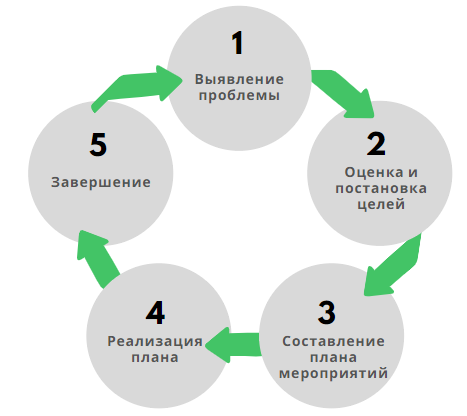 1
Выявление
проблемы
2
Оценка и
постановка
целей
3
Составление
плана
мероприятий
4
Реализация
плана
5
Завершение